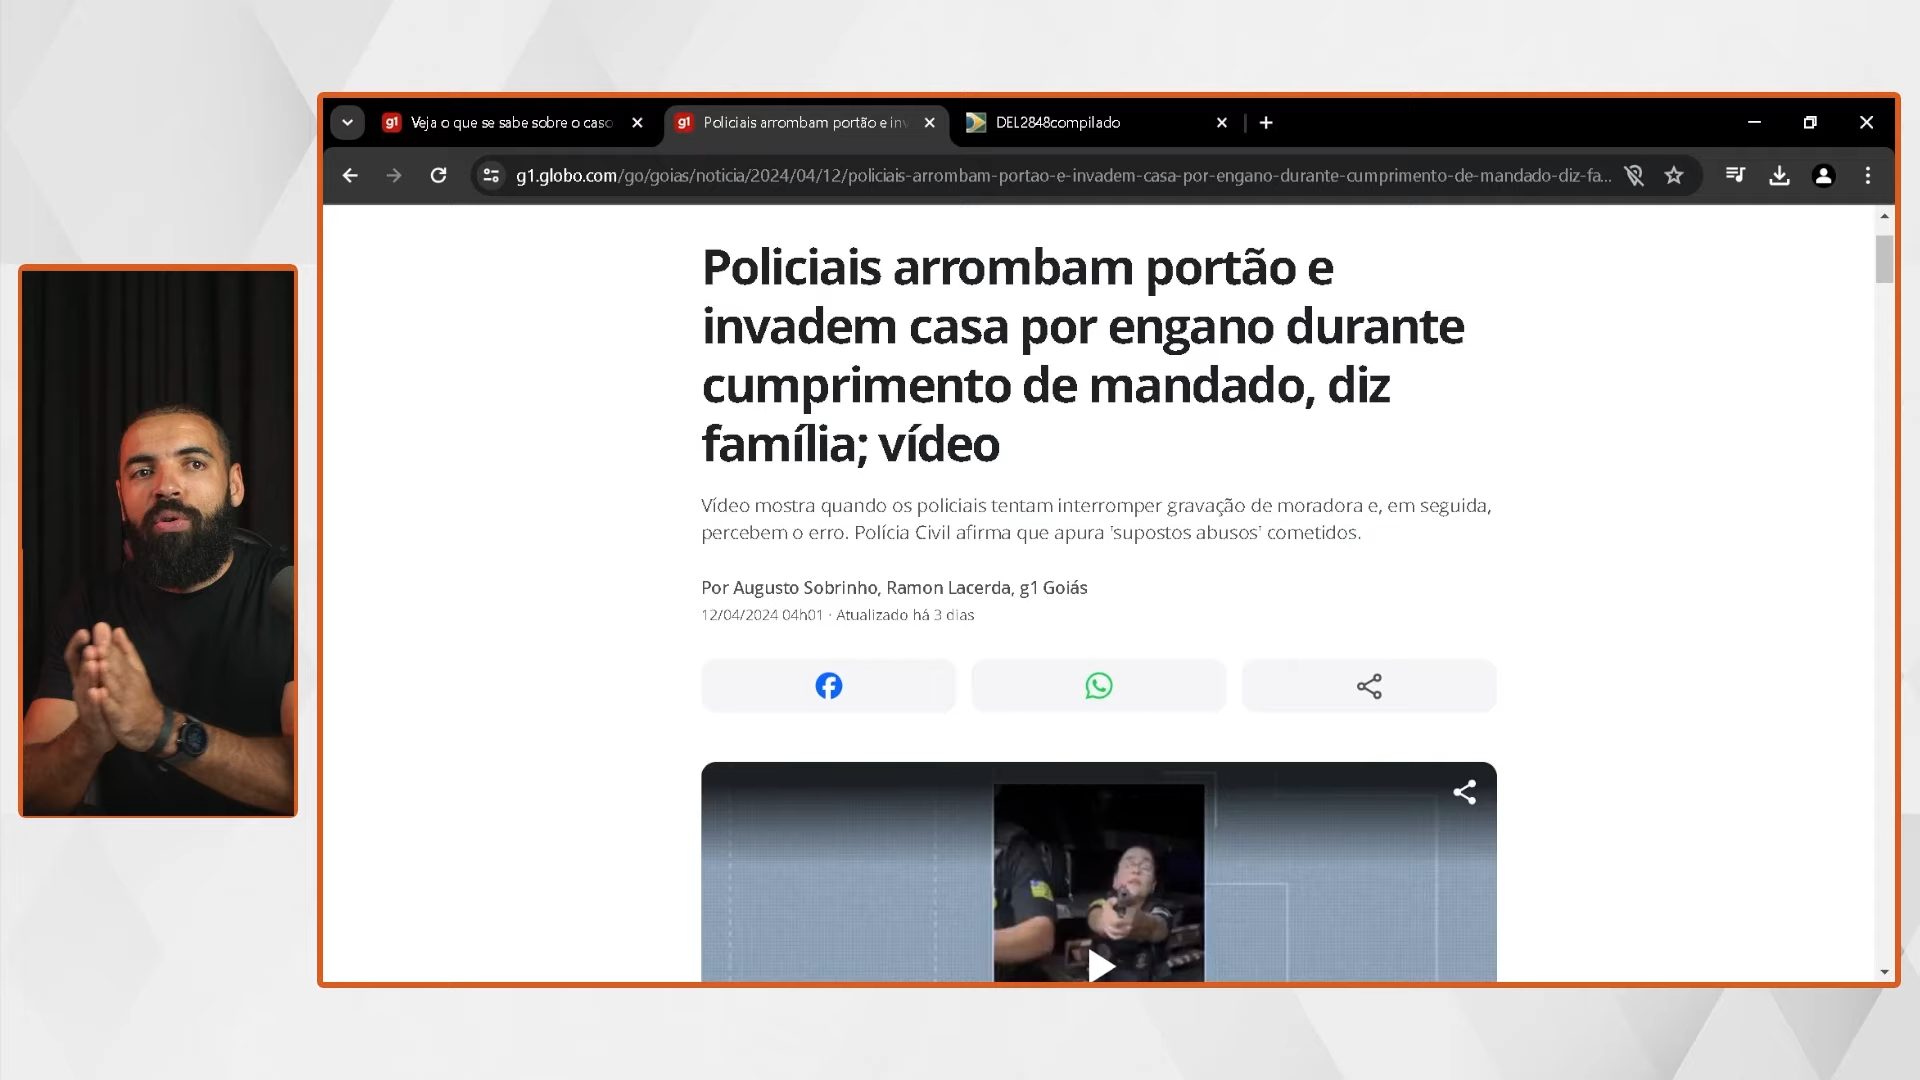 g1 Veja o que se sabe sobre o caso
g1 Policiais arrombam portão e inv
DEL2848compilado
g1.globo.com/go/goias/noticia/2024/04/12/policiais-arrombam-portao-e-invadem-casa-por-engano-durante-cumprimento-de-mandado-diz-fa...
Policiais arrombam portão e
invadem casa por engano durante
cumprimento de mandado, diz
família; vídeo
Vídeo mostra quando os policiais tentam interromper gravação de moradora e, em seguida,
percebem o erro. Polícia Civil afirma que apura 'supostos abusos' cometidos.
Por Augusto Sobrinho, Ramon Lacerda, g1 Goiás
12/04/2024 04h01 · Atualizado há 3 dias